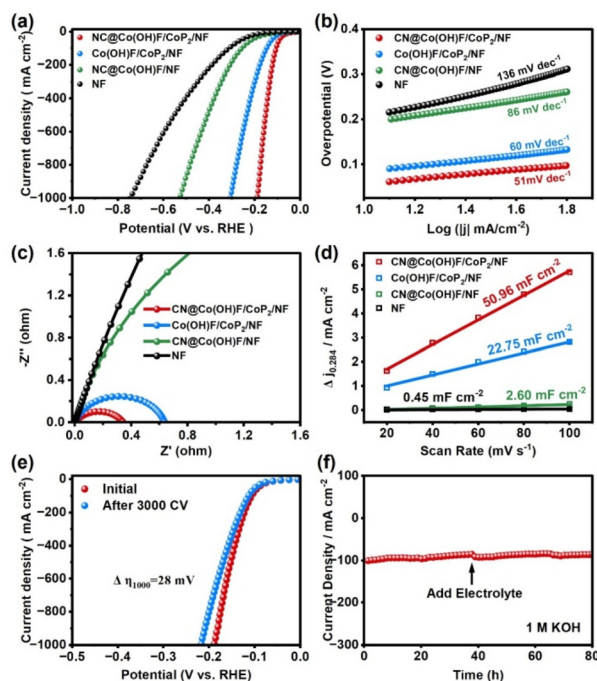 (a)
NC@Co(OH)F/CoP2/NF
Co(OH)F/CoP2/NF
NC@Co(OH)F/NF
NF
Current density ( mA cm-2)
0
-200
-400
-600
-800
-1000
-1.0
-0.8
-0.6
-0.4
-0.2
0.0
Potential (V vs. RHE )
(b)
CN@Co(OH)F/CoP2/NF
Co(OH)F/CoP2/NF
CN@Co(OH)F/NF
NF
136 mV dec-1
86 mV dec-1
60 mV dec-1
51mV dec-1
Overpotential (V)
0.4
0.3
0.2
0.1
1.0
1.2
1.4
1.6
1.8
Log (|j| mA/cm-2)
(c)
CN@Co(OH)F/CoP2/NF
Co(OH)F/CoP2/NF
CN@Co(OH)F/NF
NF
-Z'' (ohm)
1.6
1.2
0.8
0.4
0.0
0.0
0.4
0.8
1.2
1.6
Z' (ohm)
(d)
CN@Co(OH)F/CoP2/NF
Co(OH)F/CoP2/NF
CN@Co(OH)F/NF
NF
50.96 mF cm-2
22.75 mF cm-2
0.45 mF cm-2
2.60 mF cm-2
Δ j0.284 / mA cm-2
6
5
4
3
2
1
0
20
40
60
80
100
Scan Rate (mV s-1)
(e)
Initial
After 3000 CV
Δ η1000=28 mV
Current density ( mA cm-2)
0
-200
-400
-600
-800
-1000
-0.5
-0.4
-0.3
-0.2
-0.1
0.0
Potential (V vs. RHE)
(f)
Add Electrolyte
1 M KOH
Current Density / mA cm-2
100
0
-100
-200
-300
0
20
40
60
80
Time (h)